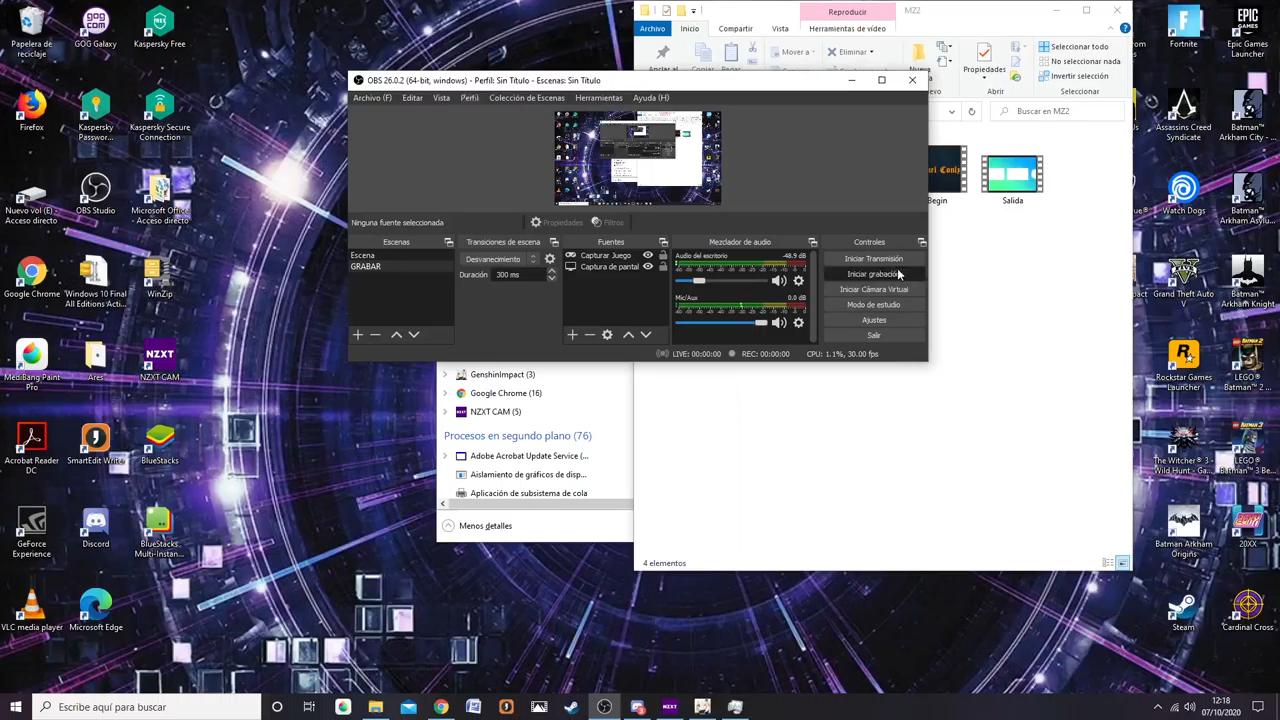 Papelera de
reciclaje
GOG Galaxy
Kaspersky Free
Firefox
Kaspersky
Passwor...
Kaspersky Secure
Connection
Nuevo vol (E)
Acceso directo
OBS Studio
Microsoft Office
Acceso directo
Google Chrome
Windows 10 Final
All Editions Acti...
WinZip
MediBang Paint
Pro
Ares
NZXT CAM
Acrobat Reader
DC
SmartEdit Writer
BlueStacks
GeForce
Experience
Discord
BlueStacks
Multi-Instan...
VLC media player
Microsoft Edge
Reproducir
MZ2
Archivo
Inicio
Compartir
Vista
Herramientas de vídeo
Mover a
Eliminar
Propiedades
Abrir
Seleccionar todo
No seleccionar nada
Invertir selección
Seleccionar
Buscar en MZ2
Begin
Salida
4 elementos
OBS 26.0.2 (64-bit, windows) - Perfil: Sin Título - Escenas: Sin Título
Archivo (F)
Editar
Vista
Perfil
Colección de Escenas
Herramientas
Ayuda (H)
Ninguna fuente seleccionada
Propiedades
Filtros
Escenas
Escena
GRABAR
Transiciones de escena
Desvanecimiento
Duración
300 ms
Fuentes
Capturar Juego
Captura de pantal
Mezclador de audio
Audio del escritorio
-48.9 dB
Mic/Aux
0.0 dB
Controles
Iniciar Transmisión
Iniciar grabación
Iniciar Cámara Virtual
Modo de estudio
Ajustes
Salir
LIVE: 00:00:00
REC: 00:00:00
CPU: 1.1%, 30.00 fps
GenshinImpact (3)
Google Chrome (16)
NZXT CAM (5)
Procesos en segundo plano (76)
Adobe Acrobat Update Service (...
Aislamiento de gráficos de disp...
Aplicación de subsistema de cola
Menos detalles
Fortnite
Epic Games
Launcher
Assassins Creed
Syndicate
Batman™
Arkham City...
Watch Dogs
Batman™
Arkham Knight
Grand Theft Auto
V
Batman Arkham
Asylum G...
Rockstar Games
Launcher
LEGO®
Batman™ 2...
The Witcher® 3 -
Wild Hunt - Ga...
LEGO®
Batman™ 3 Be...
Batman Arkham
Origins
20XX
Steam
Cardinal Cross
Escribe aquí para buscar
12:18
07/10/2020